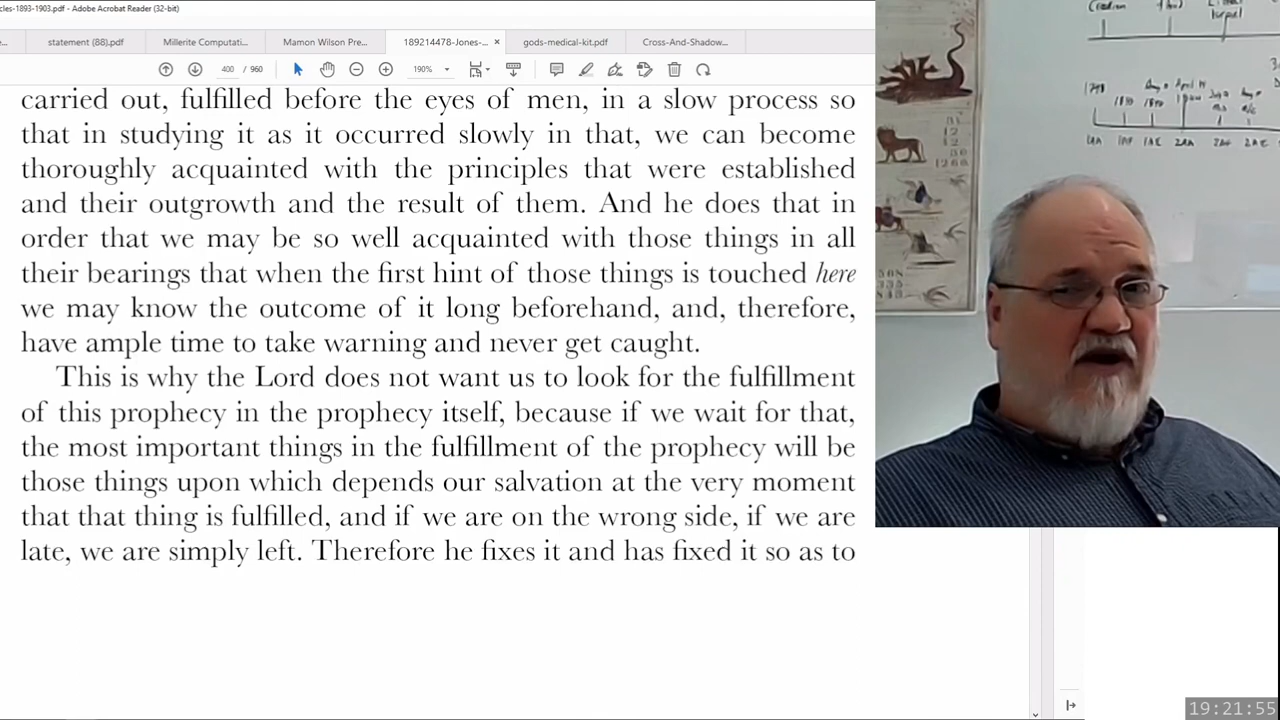 cles-1893-1903.pdf - Adobe Acrobat Reader (32-bit)
e... statement (88).pdf Millerite Computati... Mamon Wilson Pre... 189214478-Jones-... × gods-medical-kit.pdf Cross-And-Shadow...
400 / 960 190%
carried out, fulfilled before the eyes of men, in a slow process so
that in studying it as it occurred slowly in that, we can become
thoroughly acquainted with the principles that were established
and their outgrowth and the result of them. And he does that in
order that we may be so well acquainted with those things in all
their bearings that when the first hint of those things is touched here
we may know the outcome of it long beforehand, and, therefore,
have ample time to take warning and never get caught.
This is why the Lord does not want us to look for the fulfillment
of this prophecy in the prophecy itself, because if we wait for that,
the most important things in the fulfillment of the prophecy will be
those things upon which depends our salvation at the very moment
that that thing is fulfilled, and if we are on the wrong side, if we are
late, we are simply left. Therefore he fixes it and has fixed it so as to
1260
1798
19:21:55